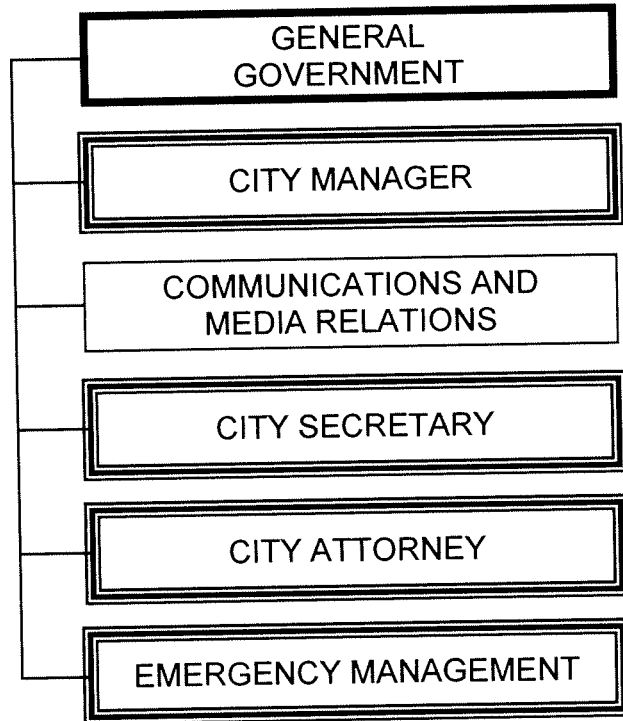 GENERAL
GOVERNMENT
CITY MANAGER
COMMUNICATIONS AND
MEDIA RELATIONS
CITY SECRETARY
CITY ATTORNEY
EMERGENCY MANAGEMENT